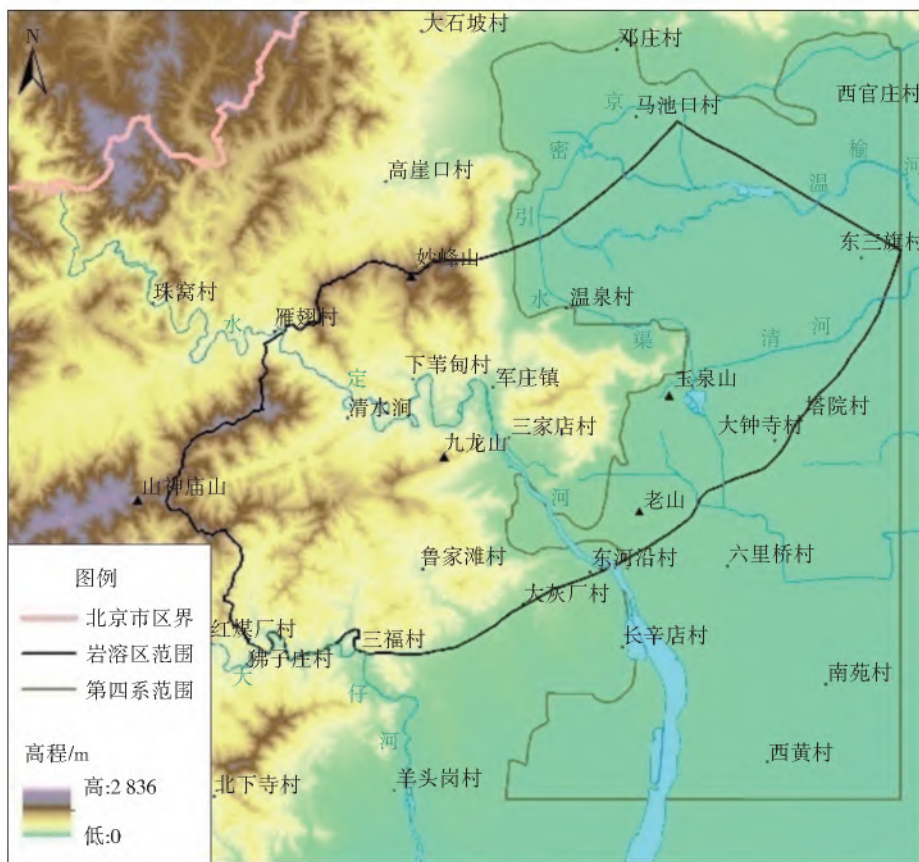 大石坡村
N
邓庄村
西官庄村
京
马池口村
密
高崖口村
榆
温
河
引
东三旗村
妙峰山
珠窝村
水
温泉村
水
雁翅村
渠
清河
下苇甸村
定
军庄镇
玉泉山
清水涧
塔院村
三家店村
大钟寺村
九龙山
山神庙山
河
老山
鲁家滩村
东河沿村
六里桥村
图例
大灰厂村
北京市区界
红煤厂村
三福村
长辛店村
岩溶区范围
狮子庄村
大
仔
南苑村
第四系范围
河
高程/m
西黄村
高:2 836
北下寺村
羊头岗村
低:0